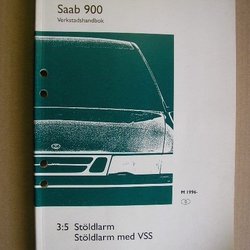 Saab 900
Verkstadshandbok
M 1996-
3:5 Stöldlarm
Stöldlarm med VSS